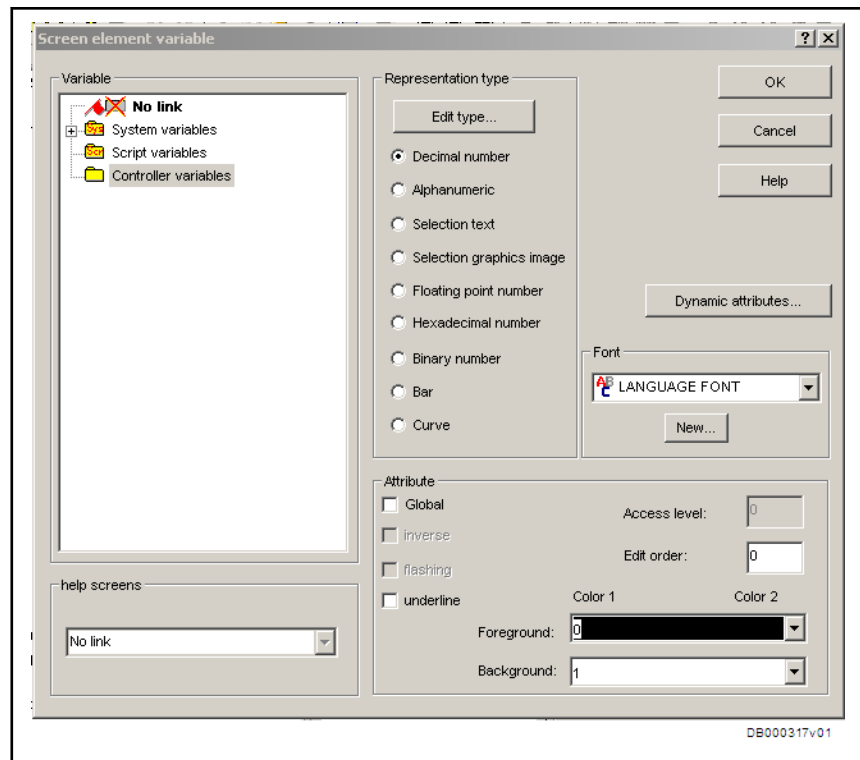 Screen element variable
Variable
No link
Sys
System variables
Scr
Script variables
Controller variables
help screens
No link
Representation type
Edit type...
Decimal number
Alphanumeric
Selection text
Selection graphics image
Floating point number
Hexadecimal number
Binary number
Bar
Curve
OK
Cancel
Help
Dynamic attributes...
Font
ABC LANGUAGE FONT
New...
Attribute
Global
inverse
flashing
underline
Access level: 0
Edit order: 0
Color 1 Color 2
Foreground: 0
Background: 1
DB000317v01